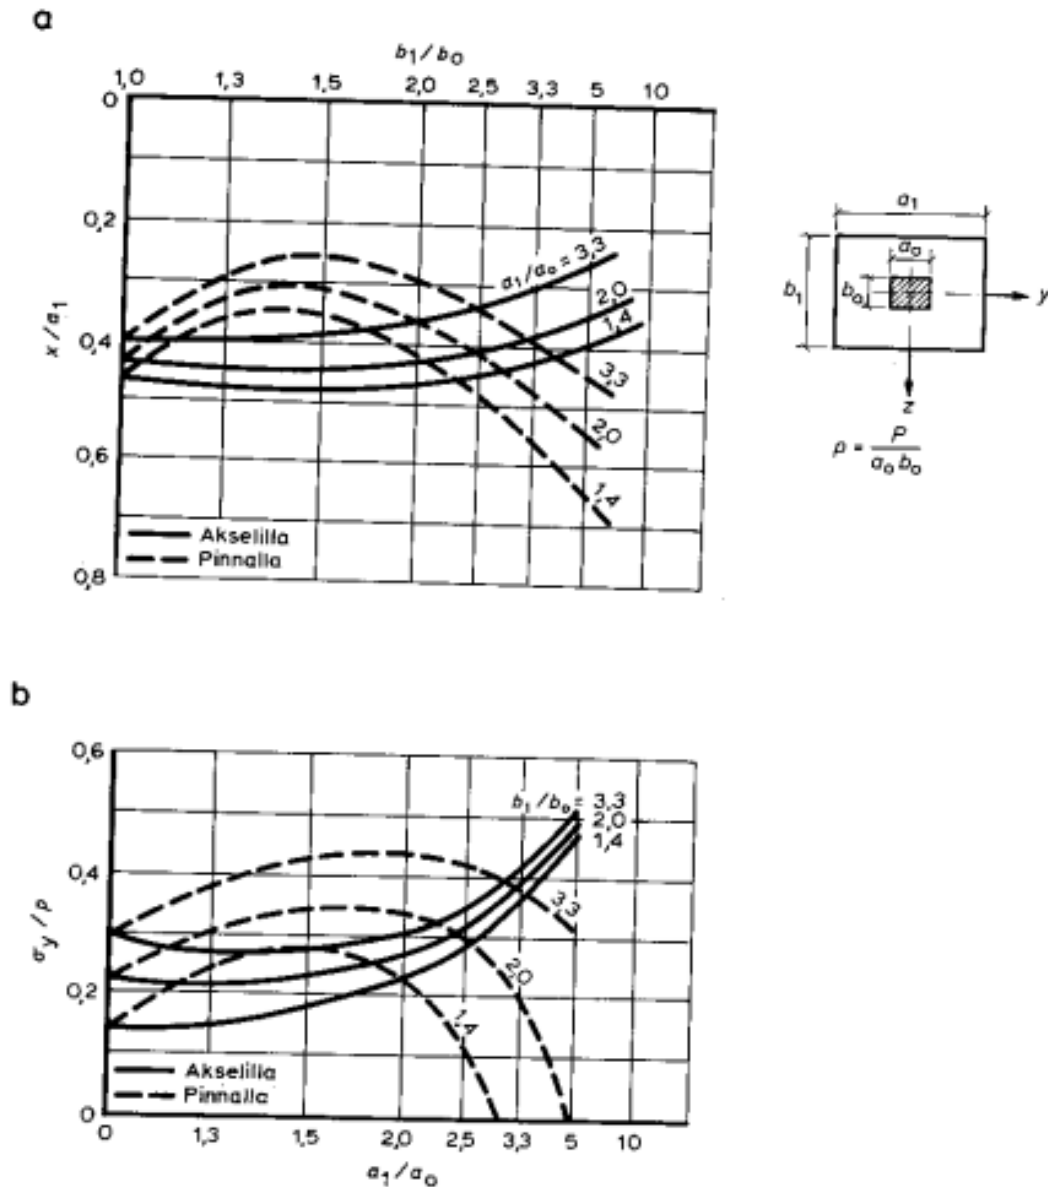 a
b₁/b₀
1,0 1,3 1,5 2,0 2,5 3,3 5 10
0
0,2
0,4
0,6
0,8
x/a₁
a₁/a₀ = 3,3
2,0
1,4
3,3
2,0
1,4
Akselilla
Pinnalla
a₁
a₀
b₁
b₀
y
z
p = P / a₀ b₀
b
0,6
0,4
0,2
0
σy/p
b₁/b₀ = 3,3
2,0
1,4
3,3
2,0
1,4
Akselilla
Pinnalla
0 1,3 1,5 2,0 2,5 3,3 5 10
a₁/a₀